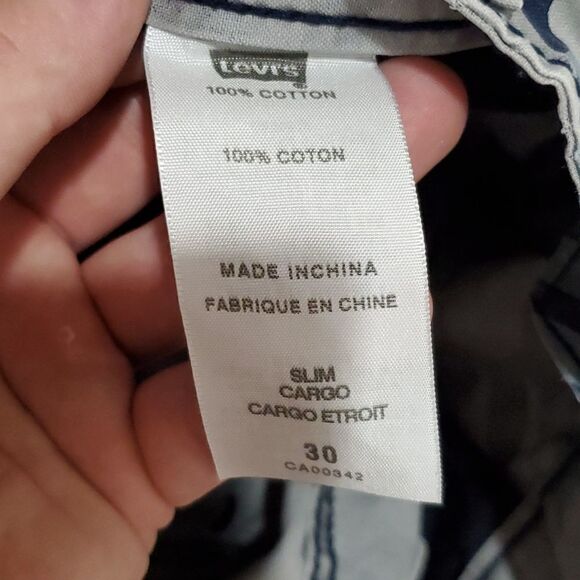 Levi's
®
100% COTTON
100% COTON
MADE INCHINA
FABRIQUE EN CHINE
SLIM
CARGO
CARGO ETROIT
30
CA00342